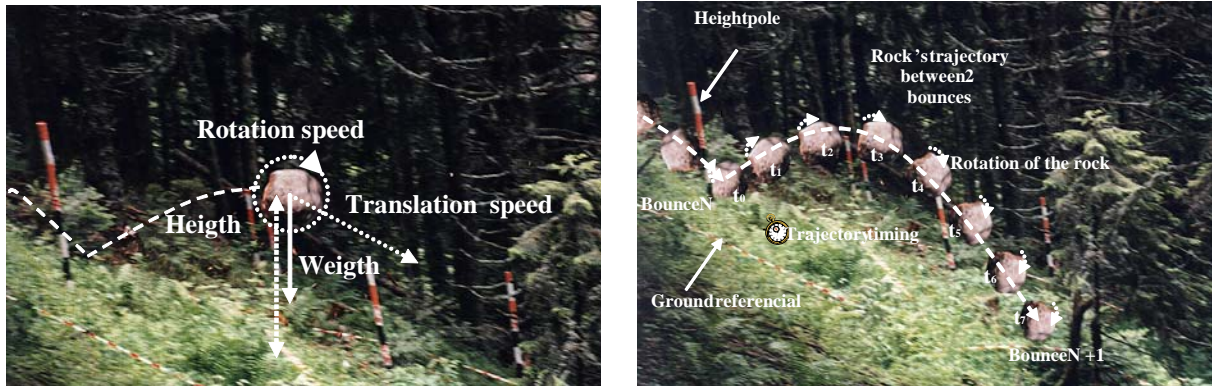 Rotation speed
Translation speed
Heigth
Weigth
Heightpole
Rock's trajectory
between2
bounces
t₀
t₁
t₂
t₃
t₄
Rotation of the rock
BounceN
t₅
Trajectorytiming
t₆
Groundreferencial
t₇
BounceN +1